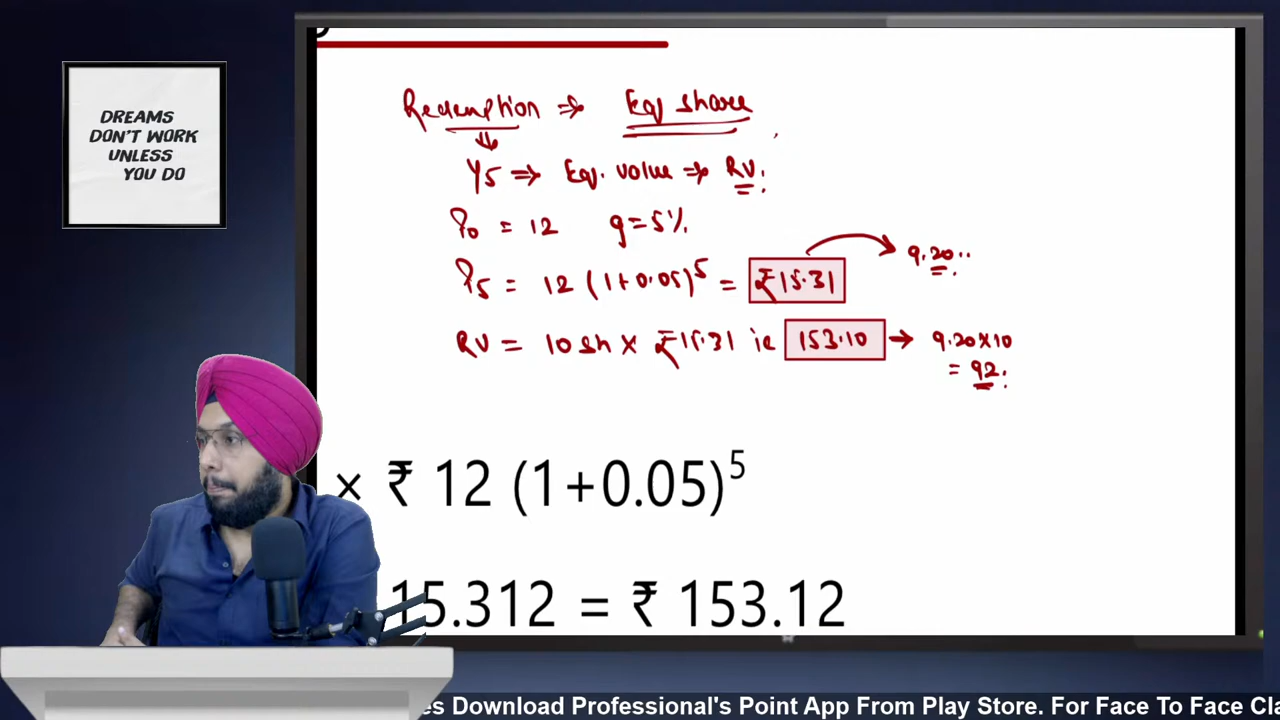 DREAMS
DON'T WORK
UNLESS
YOU DO
Redemption ⇒ Eq share
Y5 ⇒ Eq. value ⇒ RV.
P0 = 12 g = 5%
P5 = 12 (1+0.05)^5 = ₹15.31 → 9.20..
RV = 10 sh × ₹15.31 ie 153.10 → 9.20×10
= 92.
× ₹ 12 (1+0.05)^5
15.312 = ₹ 153.12
es Download Professional's Point App From Play Store. For Face To Face Cla